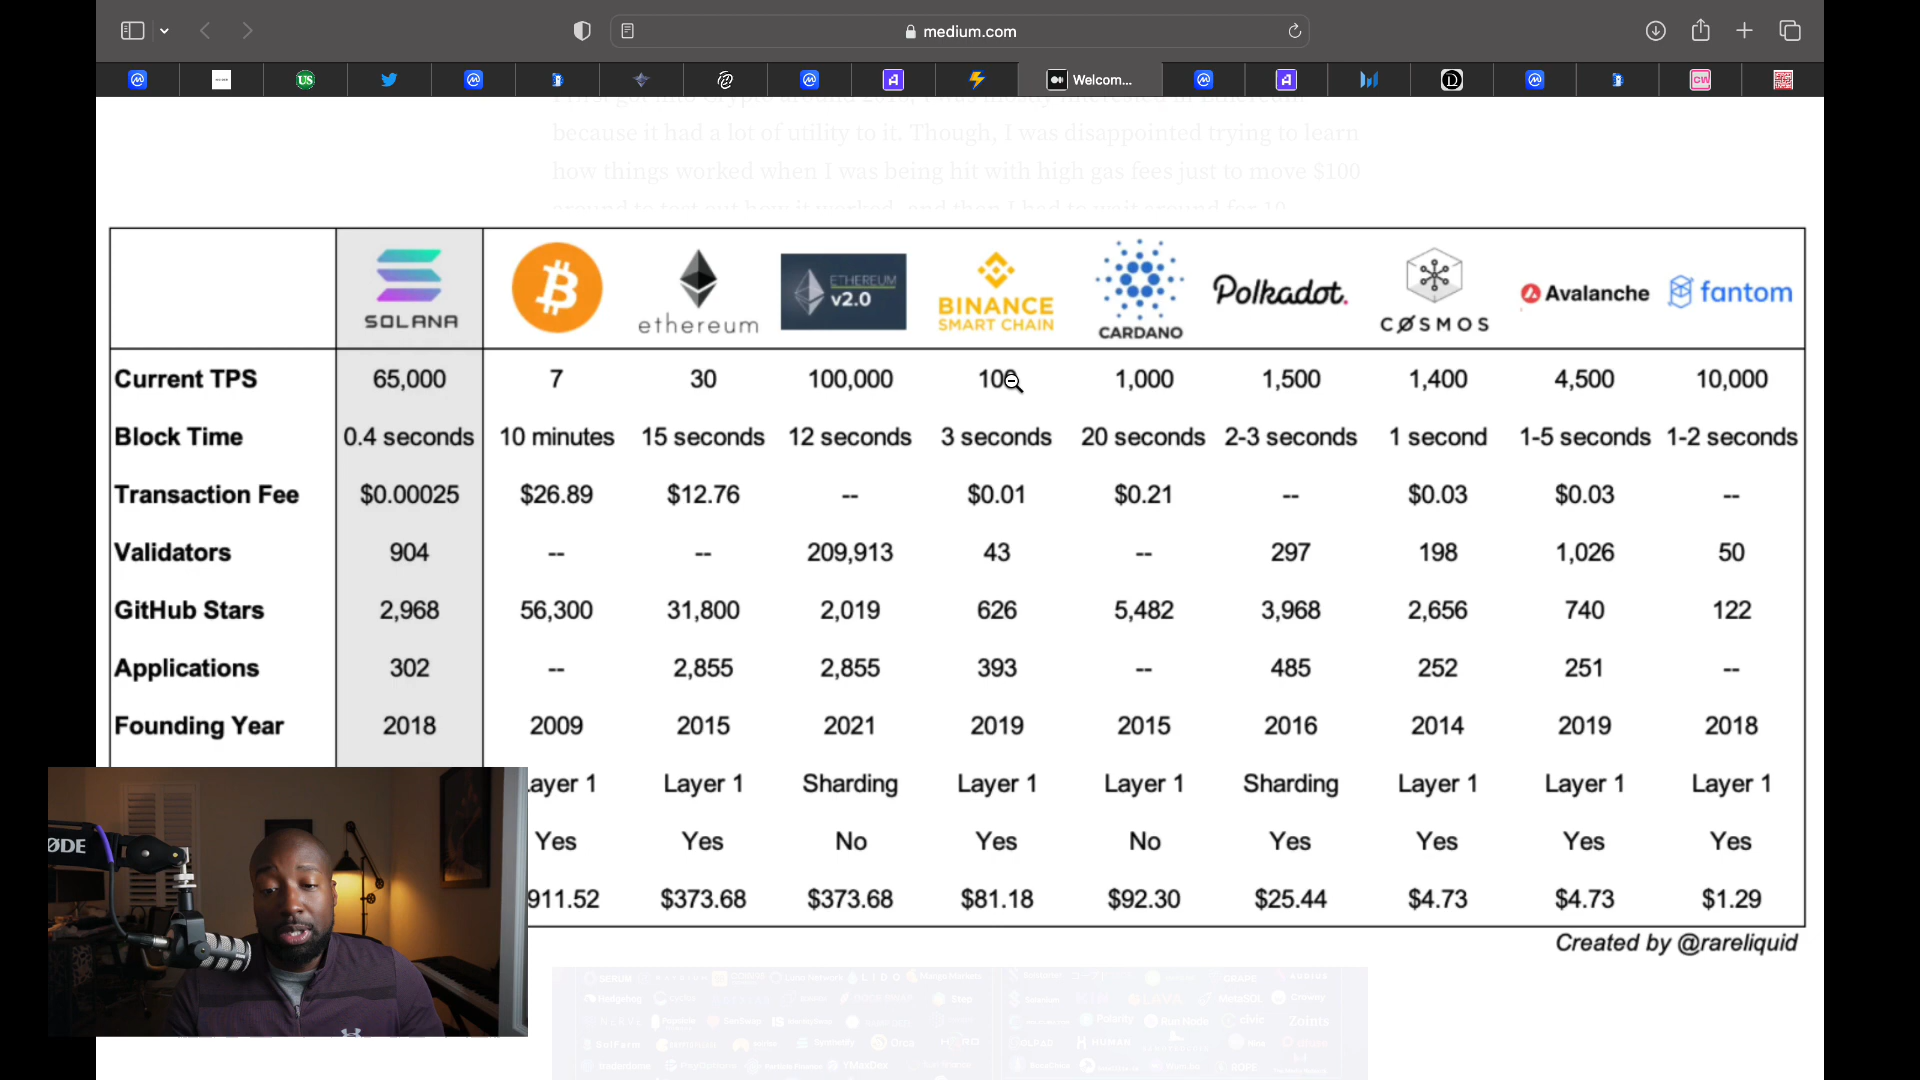 medium.com
US
Welcom...
CW
because it had a lot of utility to it. Though, I was disappointed trying to learn
how things worked when I was being hit with high gas fees just to move $100
SOLANA
ethereum
ETHEREUM
v2.0
BINANCE
SMART CHAIN
CARDANO
Polkadot.
COSMOS
Avalanche
fantom
Current TPS 65,000 7 30 100,000 100 1,000 1,500 1,400 4,500 10,000
Block Time 0.4 seconds 10 minutes 15 seconds 12 seconds 3 seconds 20 seconds 2-3 seconds 1 second 1-5 seconds 1-2 seconds
Transaction Fee $0.00025 $26.89 $12.76 -- $0.01 $0.21 -- $0.03 $0.03 --
Validators 904 -- -- 209,913 43 -- 297 198 1,026 50
GitHub Stars 2,968 56,300 31,800 2,019 626 5,482 3,968 2,656 740 122
Applications 302 -- 2,855 2,855 393 -- 485 252 251 --
Founding Year 2018 2009 2015 2021 2019 2015 2016 2014 2019 2018
ayer 1 Layer 1 Sharding Layer 1 Layer 1 Sharding Layer 1 Layer 1 Layer 1
Yes Yes No Yes No Yes Yes Yes Yes
911.52 $373.68 $373.68 $81.18 $92.30 $25.44 $4.73 $4.73 $1.29
Created by @rareliquid
ØDE